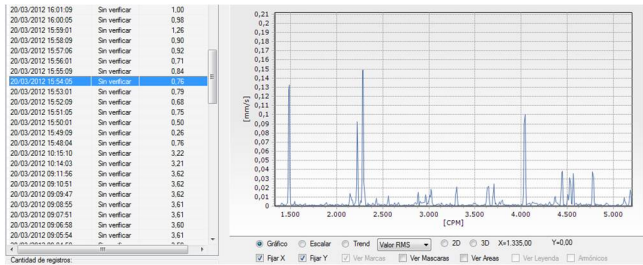 20/03/2012 16:01:09 Sin verificar 1,00
20/03/2012 16:00:05 Sin verificar 0,98
20/03/2012 15:59:01 Sin verificar 1,26
20/03/2012 15:58:09 Sin verificar 0,90
20/03/2012 15:57:06 Sin verificar 0,92
20/03/2012 15:56:01 Sin verificar 0,71
20/03/2012 15:55:09 Sin verificar 0,84
20/03/2012 15:54:05 Sin verificar 0,76
20/03/2012 15:53:01 Sin verificar 0,79
20/03/2012 15:52:09 Sin verificar 0,68
20/03/2012 15:51:05 Sin verificar 0,75
20/03/2012 15:50:01 Sin verificar 0,50
20/03/2012 15:49:09 Sin verificar 0,26
20/03/2012 15:48:04 Sin verificar 0,76
20/03/2012 10:15:10 Sin verificar 3,22
20/03/2012 10:14:03 Sin verificar 3,21
20/03/2012 09:11:56 Sin verificar 3,62
20/03/2012 09:10:51 Sin verificar 3,62
20/03/2012 09:09:47 Sin verificar 3,62
20/03/2012 09:08:55 Sin verificar 3,61
20/03/2012 09:07:51 Sin verificar 3,61
20/03/2012 09:06:58 Sin verificar 3,60
20/03/2012 09:05:54 Sin verificar 3,61
Cantidad de registros:
0,21
0,2
0,19
0,18
0,16
0,15
0,14
0,13
0,12
0,11
0,1
0,09
0,08
0,07
0,05
0,04
0,03
0,02
0,01
0
[mm/s]
1.500 2.000 2.500 3.000 3.500 4.000 4.500 5.000
[CPM]
Gráfico Escalar Trend Valor RMS 2D 3D X=1.335,00 Y=0,00
Fijar X Fijar Y Ver Marcas Ver Mascaras Ver Areas Ver Leyenda Armónicos